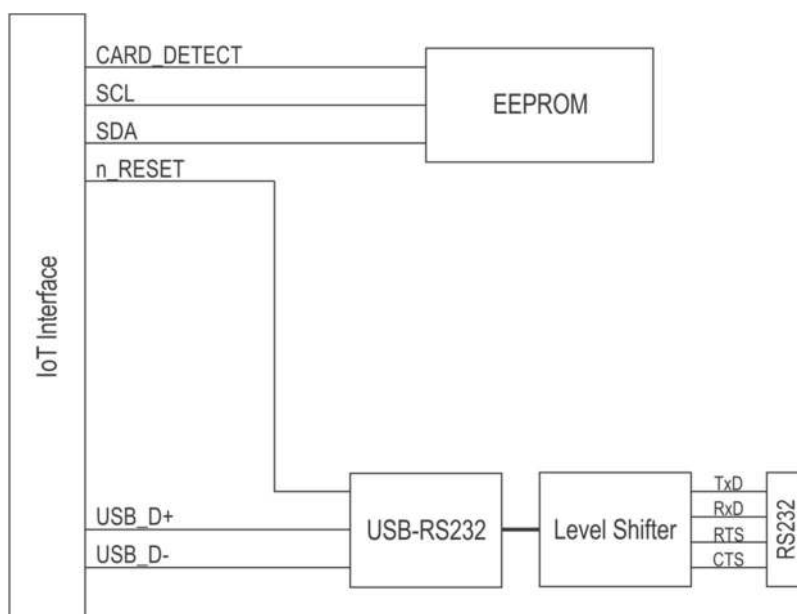 CARD_DETECT
SCL
SDA
n_RESET
EEPROM
IoT Interface
USB_D+
USB_D-
USB-RS232
Level Shifter
TxD
RxD
RTS
CTS
RS232